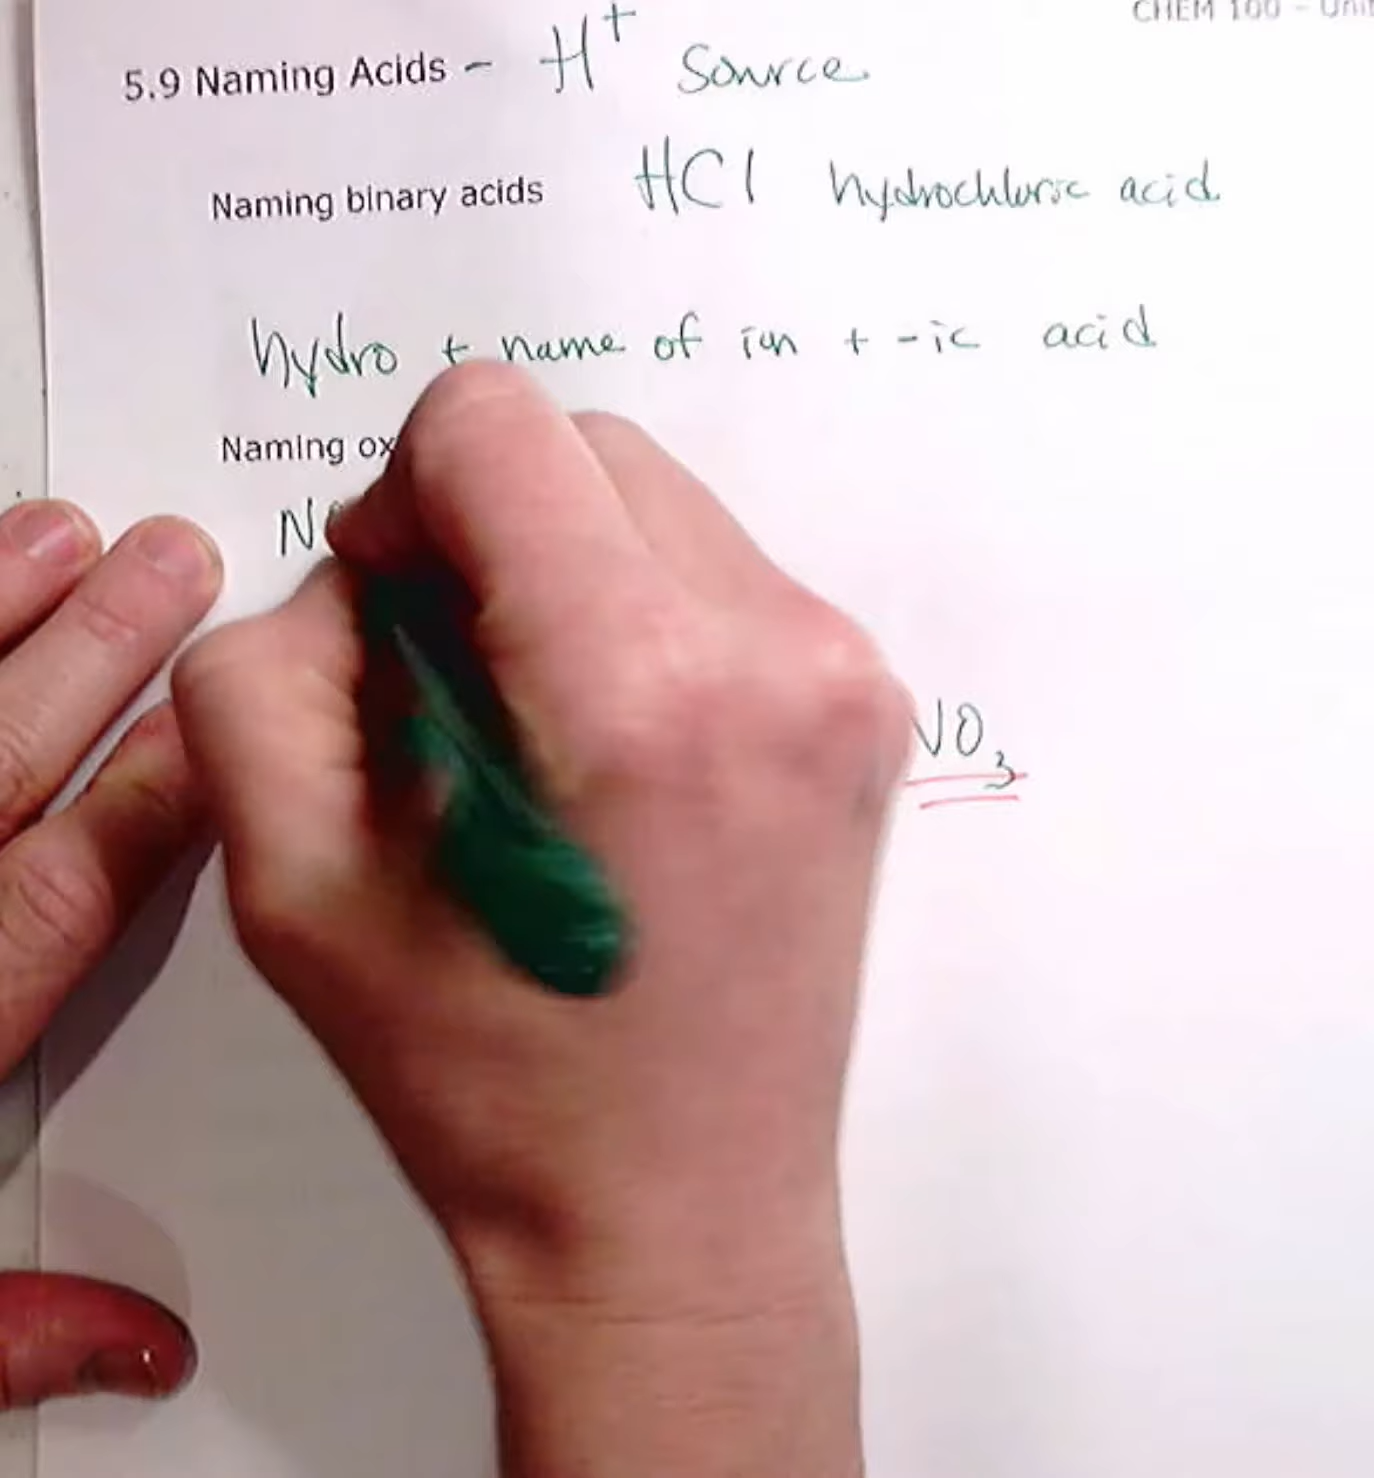 CHEM 100 - Uni
5.9 Naming Acids - H⁺ Source
Naming binary acids HCl hydrochloric acid
hydro + name of ion + -ic acid
Naming ox
N
NO₃